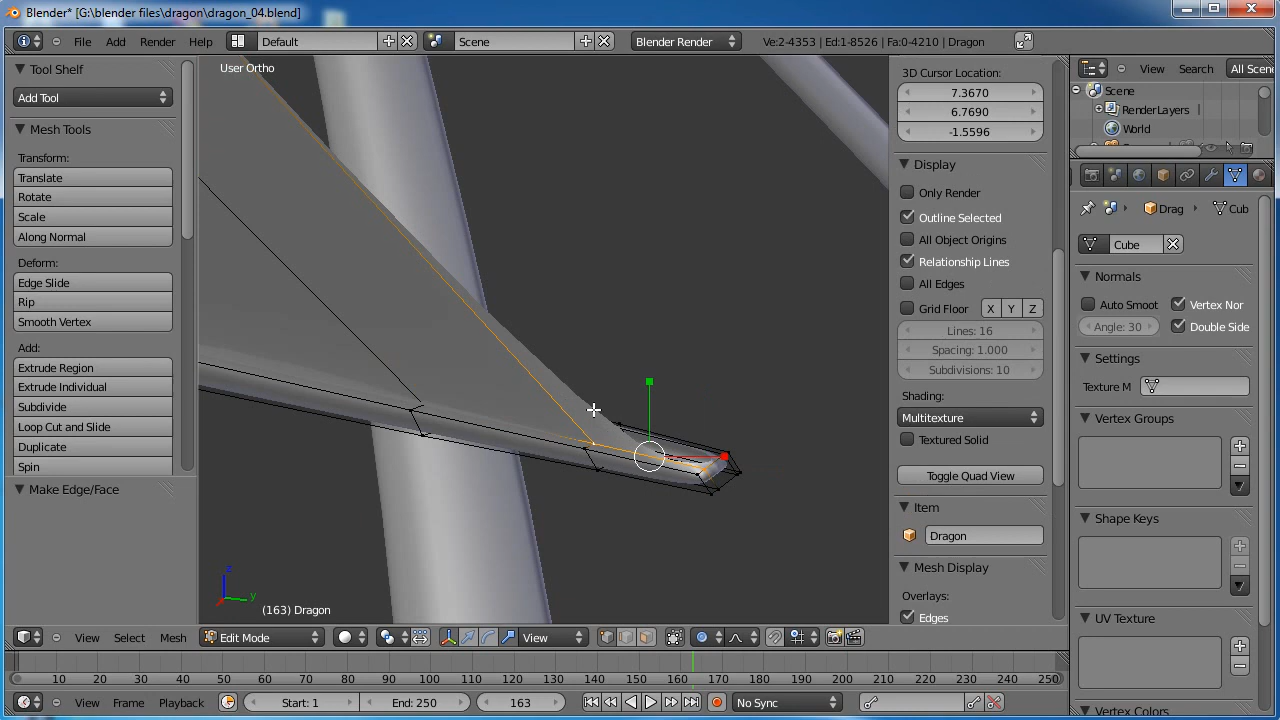 Blender* [G:\blender files\dragon\dragon_04.blend]
File Add Render Help Default Scene Blender Render Ve:2-4353 | Ed:1-8526 | Fa:0-4210 | Dragon
Tool Shelf
Add Tool
Mesh Tools
Transform:
Translate
Rotate
Scale
Along Normal
Deform:
Edge Slide
Rip
Smooth Vertex
Add:
Extrude Region
Extrude Individual
Subdivide
Loop Cut and Slide
Duplicate
Spin
Make Edge/Face
User Ortho
z
y
(163) Dragon
3D Cursor Location:
7.3670
6.7690
-1.5596
Display
Only Render
Outline Selected
All Object Origins
Relationship Lines
All Edges
Grid Floor X Y Z
Lines: 16
Spacing: 1.000
Subdivisions: 10
Shading:
Multitexture
Textured Solid
Toggle Quad View
Item
Dragon
Mesh Display
Overlays:
Edges
View Search All Scene
Scene
RenderLayers
World
Drag Cub
Cube
Normals
Auto Smoot Vertex Nor
Angle: 30 Double Side
Settings
Texture M
Vertex Groups
Shape Keys
UV Texture
Vertex Colors
View Select Mesh Edit Mode View
10 20 30 40 50 60 70 80 90 100 110 120 130 140 150 160 170 180 190 200 210 220 230 240 250
View Frame Playback Start: 1 End: 250 163 No Sync